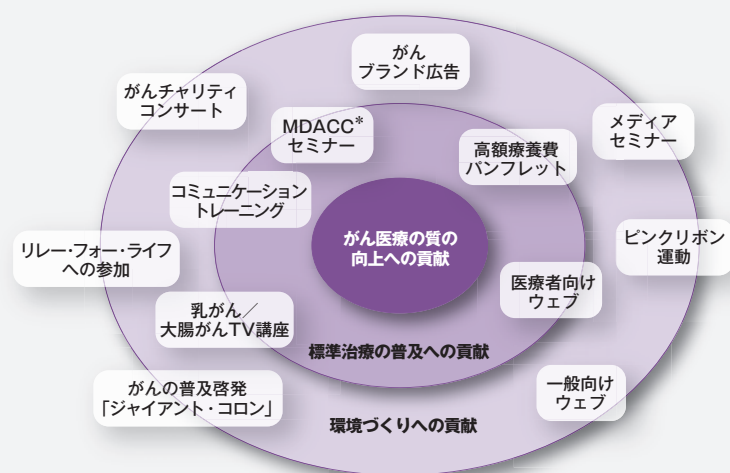 がん
ブランド広告
がんチャリティ
コンサート
MDACC*
セミナー
メディア
セミナー
高額療養費
パンフレット
コミュニケーション
トレーニング
がん医療の質の
向上への貢献
リレー・フォー・ライフ
への参加
ピンクリボン
運動
医療者向け
ウェブ
乳がん／
大腸がんTV講座
標準治療の普及への貢献
がんの普及啓発
「ジャイアント・コロン」
一般向け
ウェブ
環境づくりへの貢献